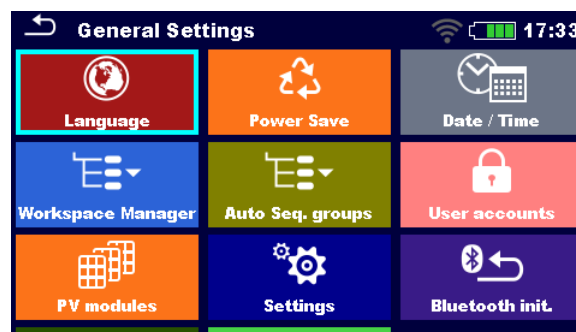 General Settings
17:33
Language
Power Save
Date / Time
Workspace Manager
Auto Seq. groups
User accounts
PV modules
Settings
Bluetooth init.